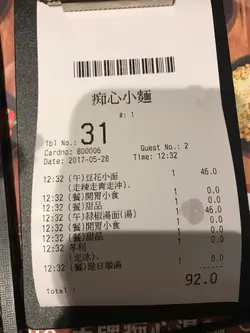 痴心小麵
#: 1
Tbl No.: 31
Cardno: 800006
Guest No.: 2
Date: 2017-05-28
Time: 12:32
12:32 (午)豆花小面 1 46.0
(走辣走青走冲).
12:32 (餐)開胃小食 1 0.0
12:32 (餐)甜品 1 0.0
12:32 (午)蒜椒湯面(湯) 1 46.0
12:32 (餐)開胃小食 1 0.0
12:32 (餐)甜品 1 0.0
12:32 羊利 1 0.0
(走冰).
12:32 (餐)是日燉湯 1 0.0
Total: 92.0